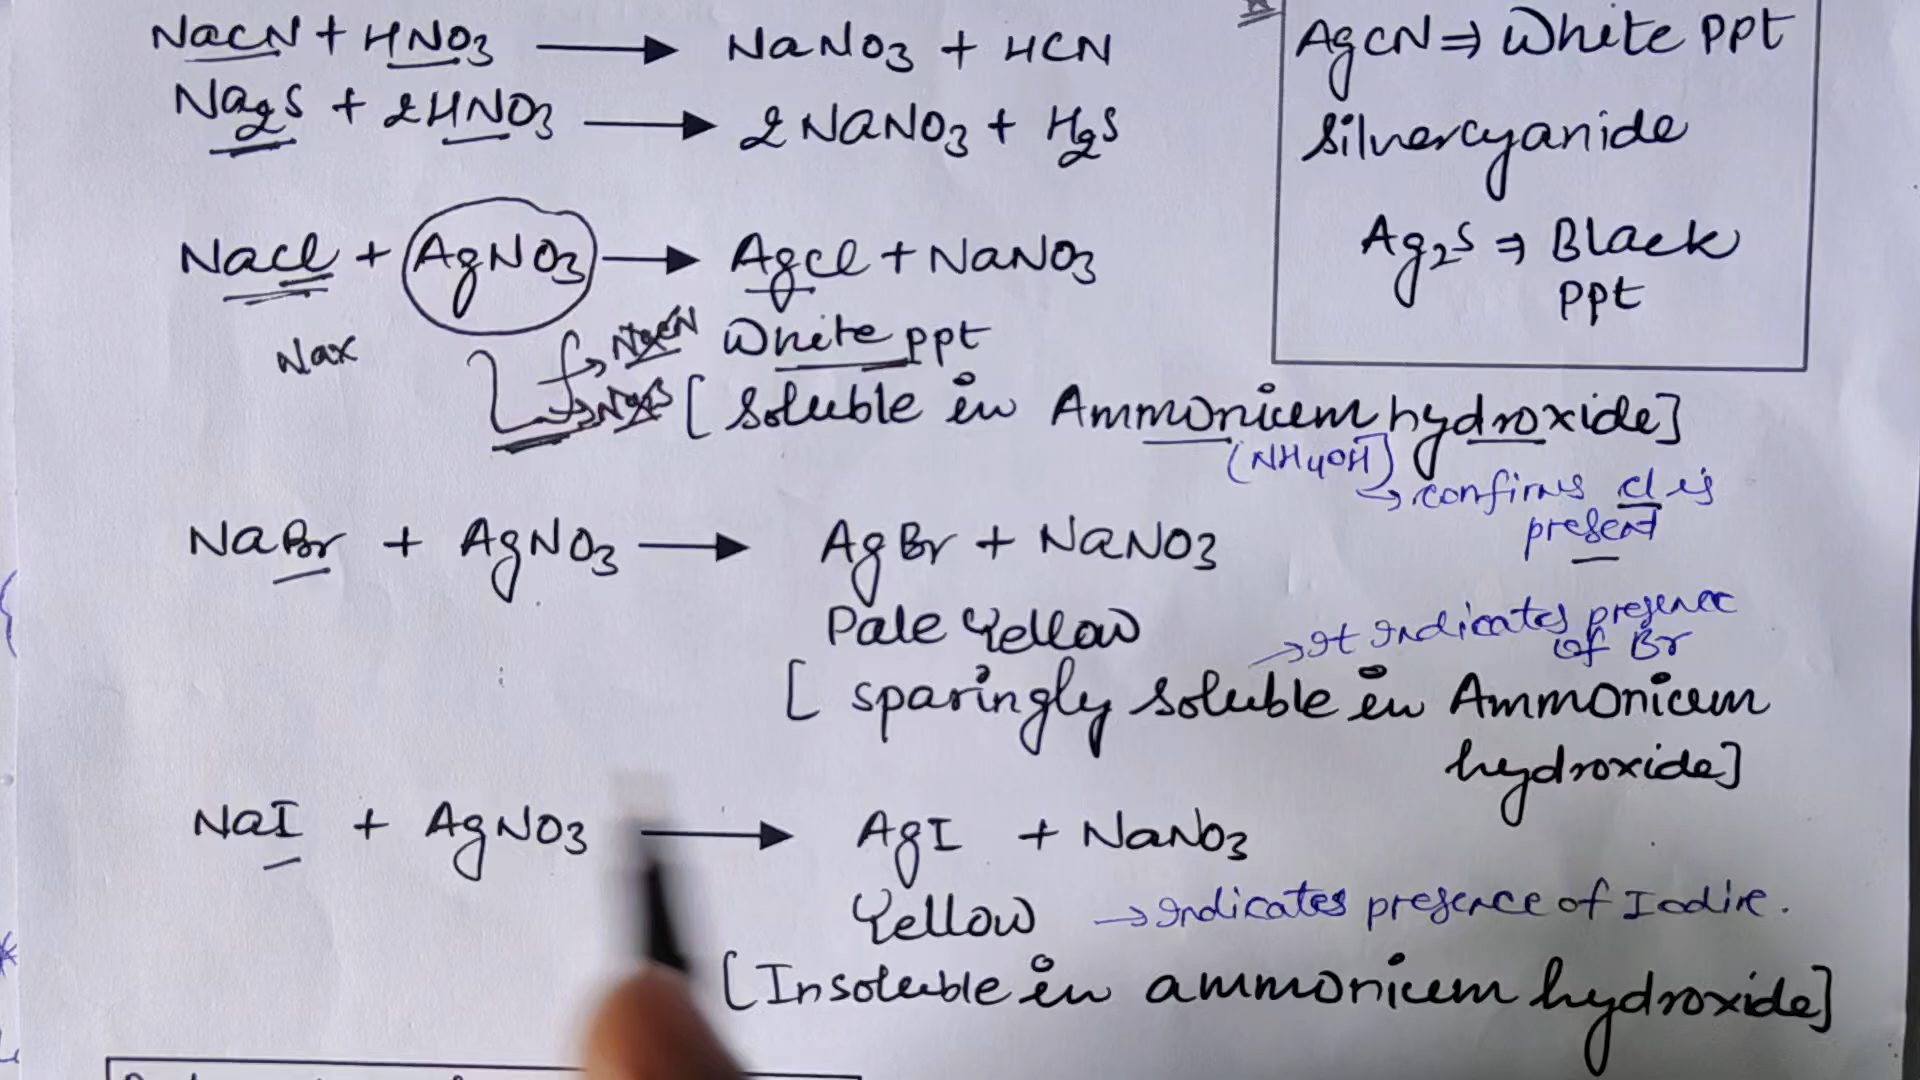 NaCN + HNO3 → NaNO3 + HCN
Na2S + 2HNO3 → 2NaNO3 + H2S
AgCN ⇒ White ppt
Silvercyanide
Ag2S ⇒ Black
ppt
NaCl + AgNO3 → AgCl + NaNO3
NaX
NaCN
Na2S
White ppt
[Soluble in Ammonium hydroxide]
(NH4OH)
→ confirms Cl is
present
NaBr + AgNO3 → AgBr + NaNO3
Pale Yellow
→ It Indicates presence
of Br
[sparingly soluble in Ammonium
hydroxide]
NaI + AgNO3 → AgI + NaNO3
Yellow → Indicates presence of Iodine.
[Insoluble in ammonium hydroxide]